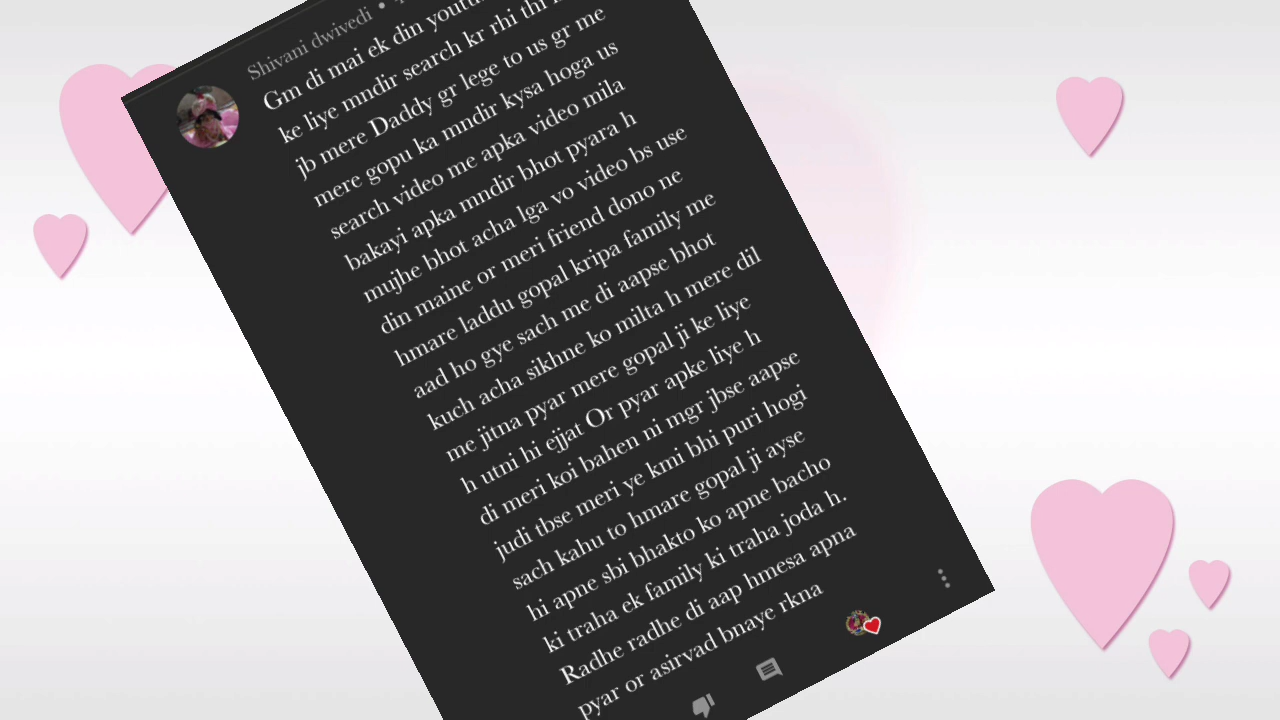 Shivani dwivedi •
Gm di mai ek din
ke liye mndir search kr rhi thi
jb mere Daddy gr lege to us gr me
mere gopu ka mndir kysa hoga us
search video me apka video mila
bakayi apka mndir bhot pyara h
mujhe bhot acha lga vo video bs use
din maine or meri friend dono ne
hmare laddu gopal kripa family me
aad ho gye sach me di aapse bhot
kuch acha sikhne ko milta h mere dil
me jitna pyar mere gopal ji ke liye
h utni hi ejjat Or pyar apke liye h
di meri koi bahen ni mgr jbse aapse
judi tbse meri ye kmi bhi puri hogi
sach kahu to hmare gopal ji ayse
hi apne sbi bhakto ko apne bacho
ki traha ek family ki traha joda h.
Radhe radhe di aap hmesa apna
pyar or asirvad bnaye rkna